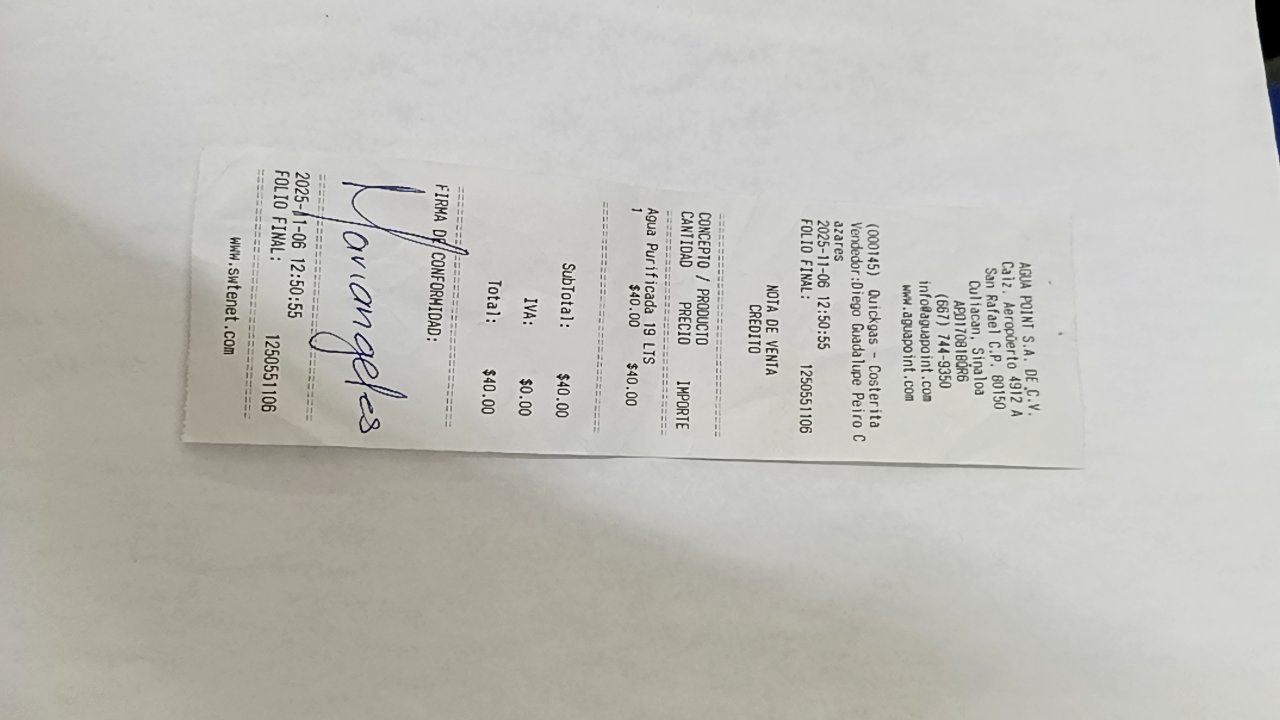 AGUA POINT S.A. DE C.V.
Calz. Aeropuerto 4912 A
San Rafael C.P. 80150
Culiacan, Sinaloa
APO170818QR6
(667) 744-9350
info@aguapoint.com
www.aguapoint.com
(000145) Quickgas - Costerita
Vendedor:Diego Guadalupe Peiro C
azares
2025-11-06 12:50:55
FOLIO FINAL: 1250551106
NOTA DE VENTA
CREDITO
CONCEPTO / PRODUCTO
CANTIDAD PRECIO IMPORTE
Agua Purificada 19 LTS
1 $40.00 $40.00
SubTotal: $40.00
IVA: $0.00
Total: $40.00
FIRMA DE CONFORMIDAD:
Mariangeles
2025-11-06 12:50:55
FOLIO FINAL: 1250551106
www.swtenet.com